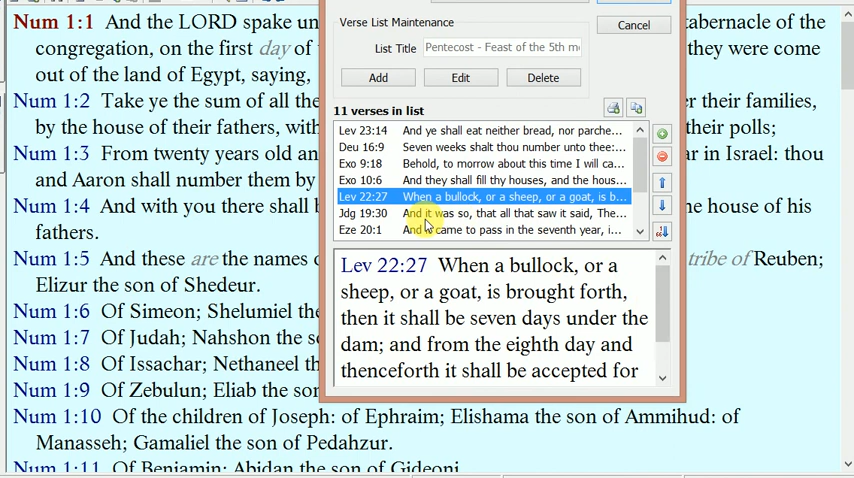 Num 1:1 And the LORD spake un
tabernacle of the
congregation, on the first day of
they were come
out of the land of Egypt, saying,
Num 1:2 Take ye the sum of all the
er their families,
by the house of their fathers, with
their polls;
Num 1:3 From twenty years old an
ar in Israel: thou
and Aaron shall number them by
Num 1:4 And with you there shall b
he house of his
fathers.
Num 1:5 And these are the names o
tribe of Reuben;
Elizur the son of Shedeur.
Num 1:6 Of Simeon; Shelumiel the
Num 1:7 Of Judah; Nahshon the s
Num 1:8 Of Issachar; Nethaneel th
Num 1:9 Of Zebulun; Eliab the son
Num 1:10 Of the children of Joseph: of Ephraim; Elishama the son of Ammihud: of
Manasseh; Gamaliel the son of Pedahzur.
Num 1:11 Of Benjamin; Abidan the son of Gideoni.
Verse List Maintenance
Cancel
List Title Pentecost - Feast of the 5th m
Add Edit Delete
11 verses in list
Lev 23:14 And ye shall eat neither bread, nor parche...
Deu 16:9 Seven weeks shalt thou number unto thee:...
Exo 9:18 Behold, to morrow about this time I will ca...
Exo 10:6 And they shall fill thy houses, and the hous...
Lev 22:27 When a bullock, or a sheep, or a goat, is b...
Jdg 19:30 And it was so, that all that saw it said, The...
Eze 20:1 And it came to pass in the seventh year, i...
Lev 22:27 When a bullock, or a
sheep, or a goat, is brought forth,
then it shall be seven days under the
dam; and from the eighth day and
thenceforth it shall be accepted for